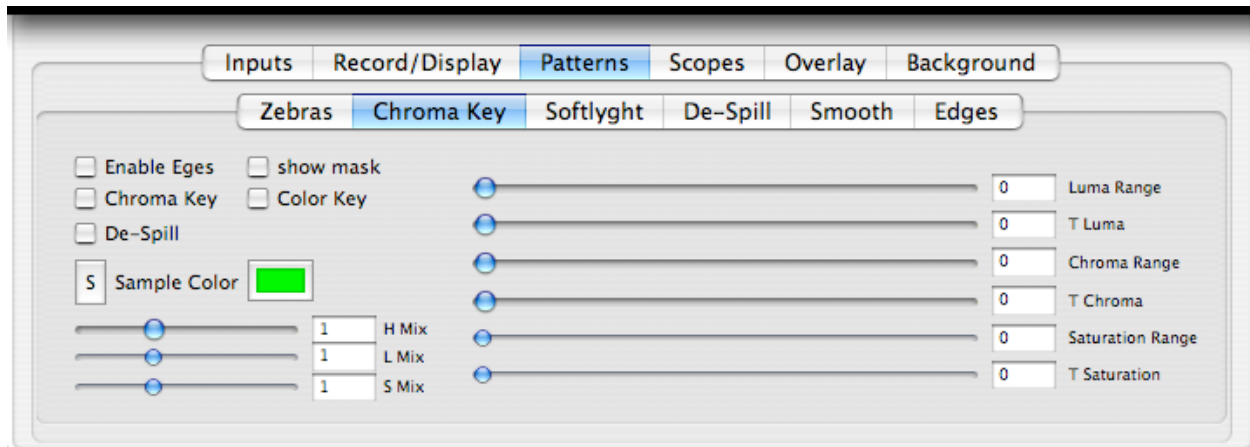 Inputs Record/Display Patterns Scopes Overlay Background
Zebras Chroma Key Softlyght De-Spill Smooth Edges
Enable Eges show mask
Chroma Key Color Key
De-Spill
S Sample Color
1 H Mix
1 L Mix
1 S Mix
0 Luma Range
0 T Luma
0 Chroma Range
0 T Chroma
0 Saturation Range
0 T Saturation